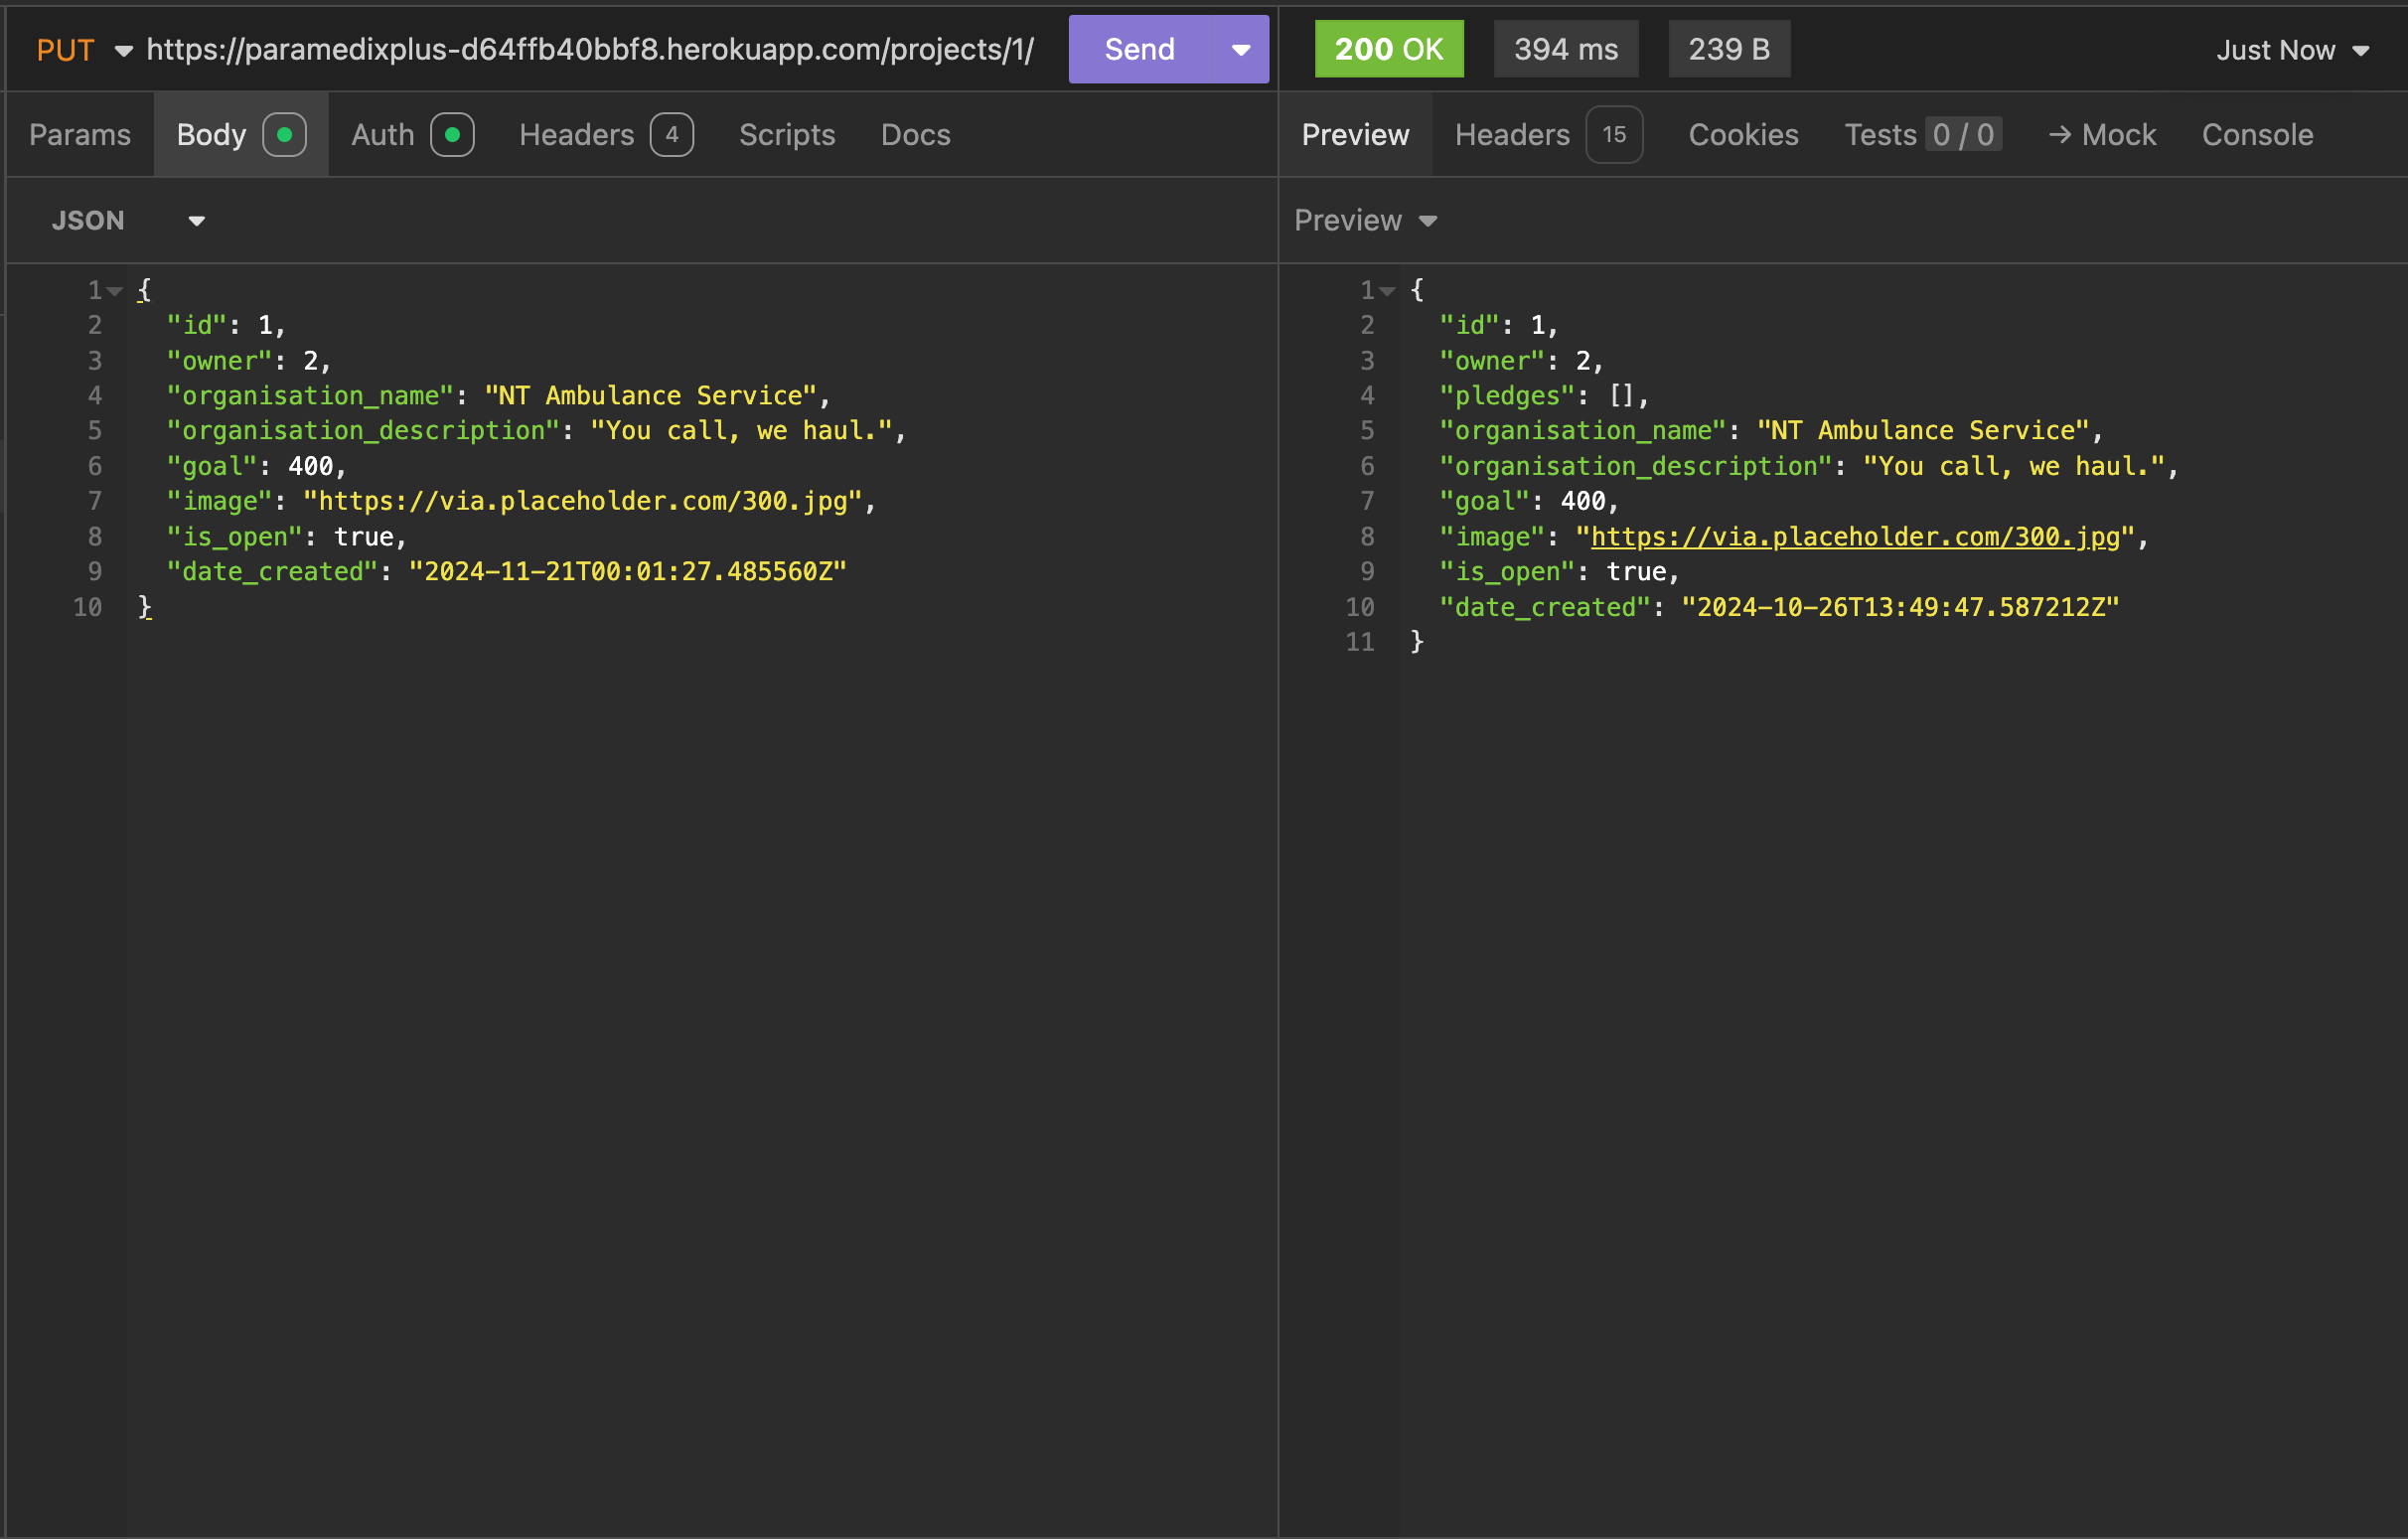 PUT https://paramedixplus-d64ffb40bbf8.herokuapp.com/projects/1/ Send
200 OK 394 ms 239 B Just Now
Params Body Auth Headers 4 Scripts Docs
Preview Headers 15 Cookies Tests 0 / 0 → Mock Console
JSON
Preview
1 {
2 "id": 1,
3 "owner": 2,
4 "organisation_name": "NT Ambulance Service",
5 "organisation_description": "You call, we haul.",
6 "goal": 400,
7 "image": "https://via.placeholder.com/300.jpg",
8 "is_open": true,
9 "date_created": "2024-11-21T00:01:27.485560Z"
10 }
1 {
2 "id": 1,
3 "owner": 2,
4 "pledges": [],
5 "organisation_name": "NT Ambulance Service",
6 "organisation_description": "You call, we haul.",
7 "goal": 400,
8 "image": "https://via.placeholder.com/300.jpg",
9 "is_open": true,
10 "date_created": "2024-10-26T13:49:47.587212Z"
11 }